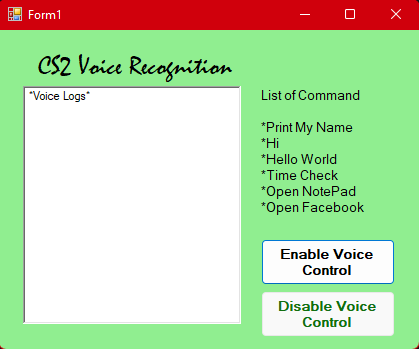 Form1
CS2 Voice Recognition
*Voice Logs*
List of Command
*Print My Name
*Hi
*Hello World
*Time Check
*Open NotePad
*Open Facebook
Enable Voice
Control
Disable Voice
Control